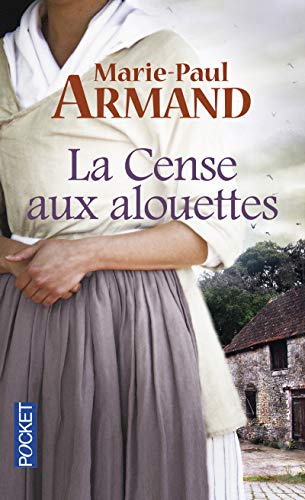 Marie-Paul
ARMAND
La Cense
aux alouettes
POCKET